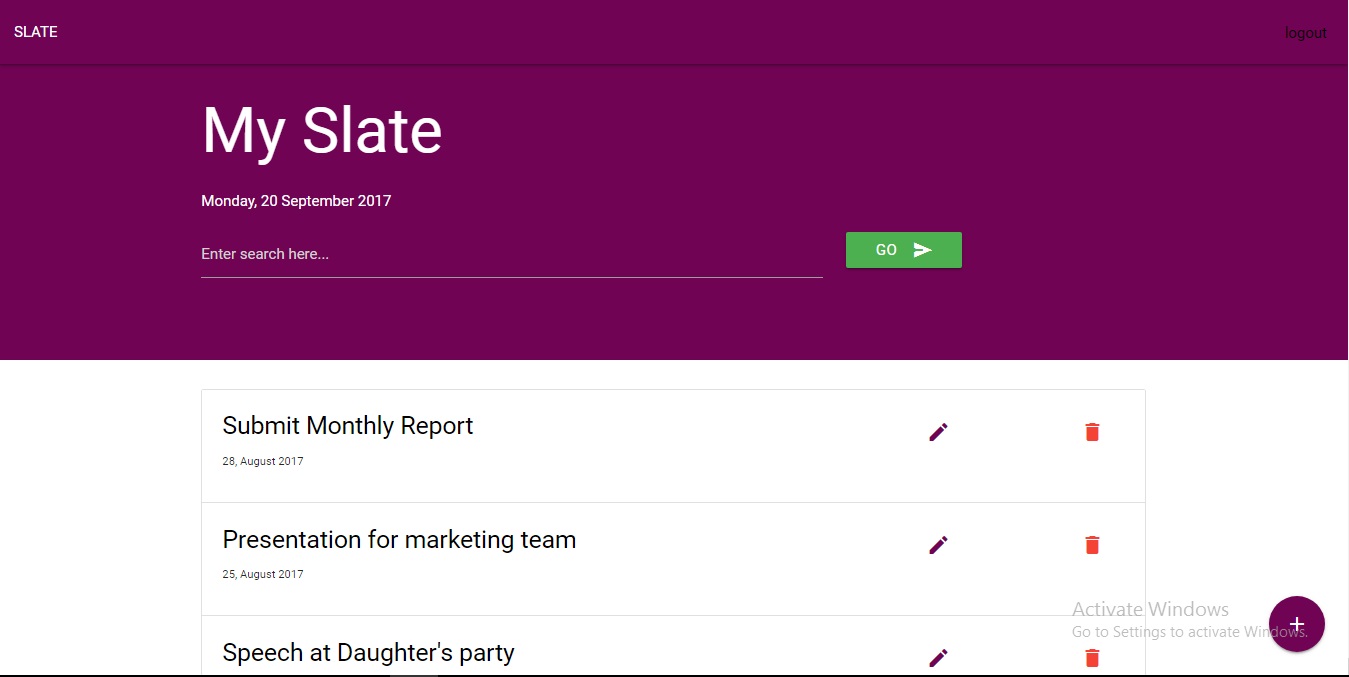 SLATE
logout
My Slate
Monday, 20 September 2017
Enter search here...
GO
Submit Monthly Report
28, August 2017
Presentation for marketing team
25, August 2017
Speech at Daughter's party
Activate Windows
Go to Settings to activate Windows.